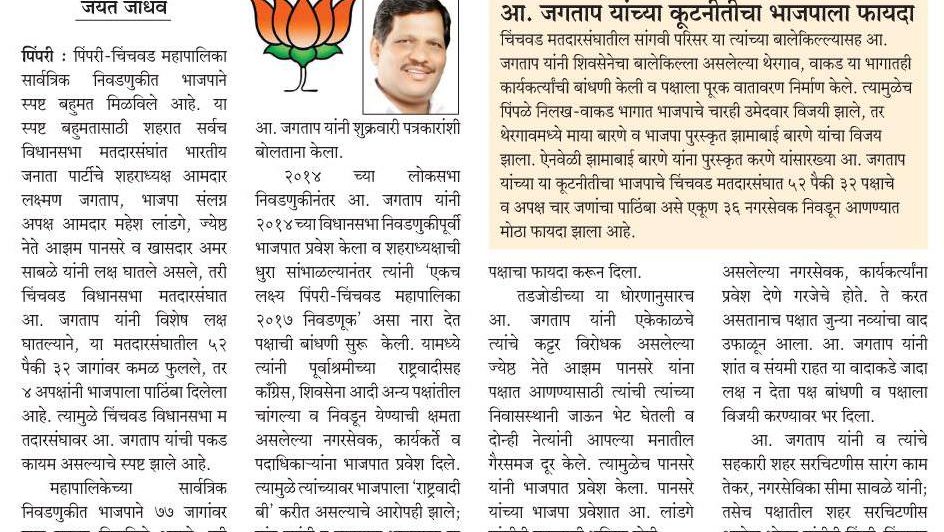 जयंत जाधव
पिंपरी : पिंपरी-चिंचवड महापालिका
सार्वत्रिक निवडणुकीत भाजपाने
स्पष्ट बहुमत मिळविले आहे. या
स्पष्ट बहुमतासाठी शहरात सर्वच
विधानसभा मतदारसंघांत भारतीय
जनता पार्टीचे शहराध्यक्ष आमदार
लक्ष्मण जगताप, भाजपा संलग्न
अपक्ष आमदार महेश लांडगे, ज्येष्ठ
नेते आझम पानसरे व खासदार अमर
साबळे यांनी लक्ष घातले असले, तरी
चिंचवड विधानसभा मतदारसंघात
आ. जगताप यांनी विशेष लक्ष
घातल्याने, या मतदारसंघातील ५२
पैकी ३२ जागांवर कमळ फुलले, तर
४ अपक्षांनी भाजपाला पाठिंबा दिलेला
आहे. त्यामुळे चिंचवड विधानसभा म
तदारसंघावर आ. जगताप यांची पकड
कायम असल्याचे स्पष्ट झाले आहे.
महापालिकेच्या सार्वत्रिक
निवडणुकीत भाजपाने ७७ जागांवर
आ. जगताप यांनी शुक्रवारी पत्रकारांशी
बोलताना केला.
२०१४ च्या लोकसभा
निवडणुकीनंतर आ. जगताप यांनी
२०१४च्या विधानसभा निवडणुकीपूर्वी
भाजपात प्रवेश केला व शहराध्यक्षाची
धुरा सांभाळल्यानंतर त्यांनी ‘एकच
लक्ष्य पिंपरी-चिंचवड महापालिका
२०१७ निवडणूक’ असा नारा देत
पक्षाची बांधणी सुरू केली. यामध्ये
त्यांनी पूर्वाश्रमीच्या राष्ट्रवादीसह
काँग्रेस, शिवसेना आदी अन्य पक्षांतील
चांगल्या व निवडून येण्याची क्षमता
असलेल्या नगरसेवक, कार्यकर्ते व
पदाधिकाऱ्यांना भाजपात प्रवेश दिले.
त्यामुळे त्यांच्यावर भाजपाला ‘राष्ट्रवादी
बी’ करीत असल्याचे आरोपही झाले;
आ. जगताप यांच्या कूटनीतीचा भाजपाला फायदा
चिंचवड मतदारसंघातील सांगवी परिसर या त्यांच्या बालेकिल्ल्यासह आ.
जगताप यांनी शिवसेनेचा बालेकिल्ला असलेल्या थेरगाव, वाकड या भागातही
कार्यकर्त्यांची बांधणी केली व पक्षाला पूरक वातावरण निर्माण केले. त्यामुळेच
पिंपळे निलख-वाकड भागात भाजपाचे चारही उमेदवार विजयी झाले, तर
थेरगावमध्ये माया बारणे व भाजपा पुरस्कृत झामाबाई बारणे यांचा विजय
झाला. ऐनवेळी झामाबाई बारणे यांना पुरस्कृत करणे यांसारख्या आ. जगताप
यांच्या या कूटनीतीचा भाजपाचे चिंचवड मतदारसंघात ५२ पैकी ३२ पक्षाचे
व अपक्ष चार जणांचा पाठिंबा असे एकूण ३६ नगरसेवक निवडून आणण्यात
मोठा फायदा झाला आहे.
पक्षाचा फायदा करून दिला.
तडजोडीच्या या धोरणानुसारच
आ. जगताप यांनी एकेकाळचे
त्यांचे कट्टर विरोधक असलेल्या
ज्येष्ठ नेते आझम पानसरे यांना
पक्षात आणण्यासाठी त्यांची त्यांच्या
निवासस्थानी जाऊन भेट घेतली व
दोन्ही नेत्यांनी आपल्या मनातील
गैरसमज दूर केले. त्यामुळेच पानसरे
यांनी भाजपात प्रवेश केला. पानसरे
यांच्या भाजपा प्रवेशात आ. लांडगे
असलेल्या नगरसेवक, कार्यकर्त्यांना
प्रवेश देणे गरजेचे होते. ते करत
असतानाच पक्षात जुन्या नव्यांचा वाद
उफाळून आला. आ. जगताप यांनी
शांत व संयमी राहत या वादाकडे जादा
लक्ष न देता पक्ष बांधणी व पक्षाला
विजयी करण्यावर भर दिला.
आ. जगताप यांनी व त्यांचे
सहकारी शहर सरचिटणीस सारंग काम
तेकर, नगरसेविका सीमा सावळे यांनी;
तसेच पक्षातील शहर सरचिटणीस